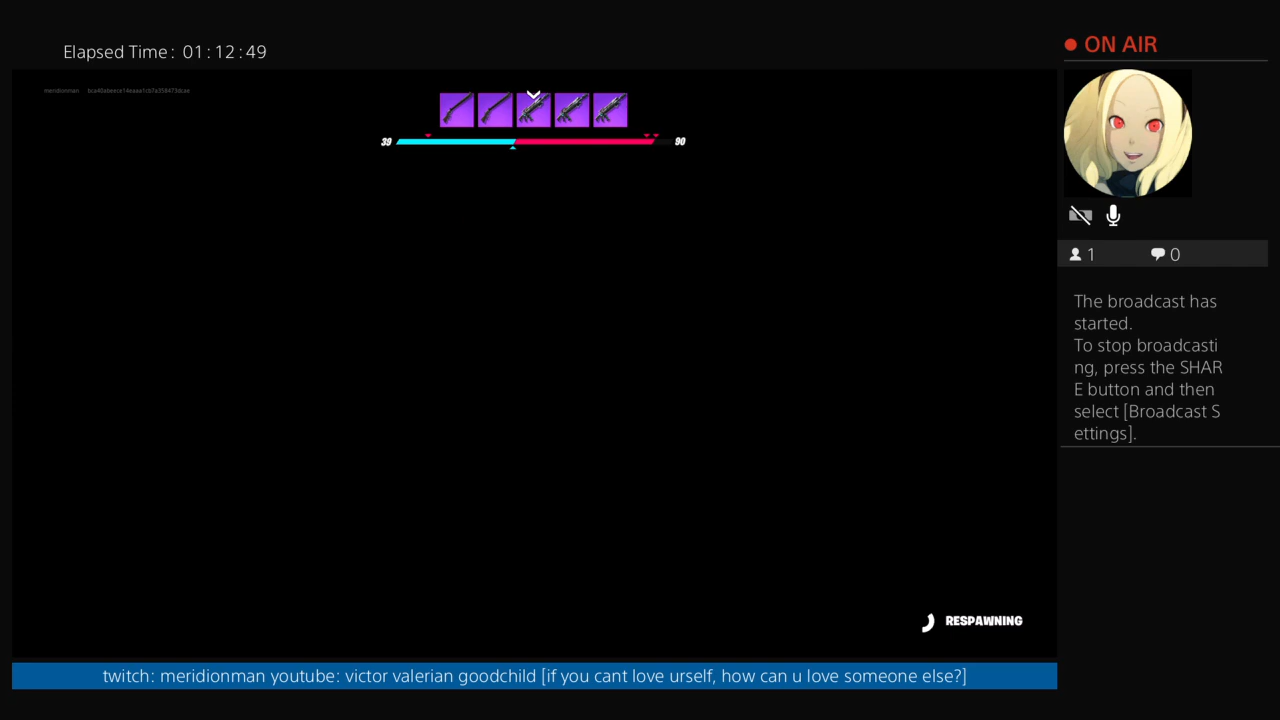 Elapsed Time: 01:12:49
ON AIR
meridionman
39
90
1
0
The broadcast has
started.
To stop broadcasti
ng, press the SHAR
E button and then
select [Broadcast S
ettings].
RESPAWNING
twitch: meridionman youtube: victor valerian goodchild [if you cant love urself, how can u love someone else?]